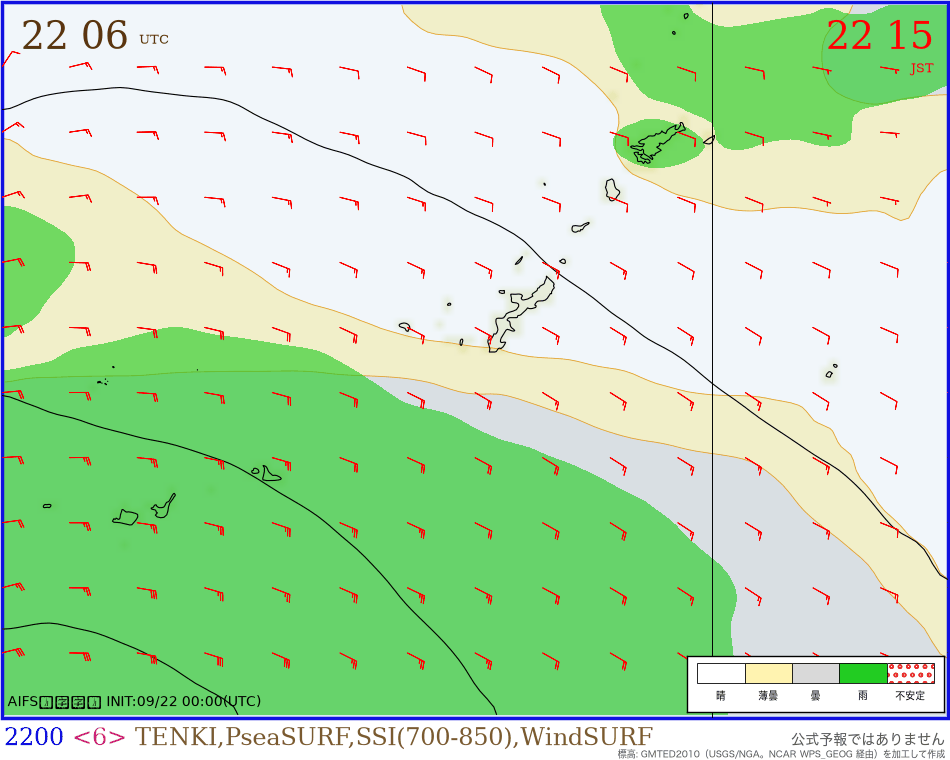 22 06 UTC
22 15
JST
晴 薄曇 曇 雨 不安定
AIFS INIT:09/22 00:00(UTC)
2200 <6> TENKI,PseaSURF,SSI(700-850),WindSURF
公式予報ではありません
標高: GMTED2010（USGS/NGA。NCAR WPS_GEOG 経由）を加工して作成